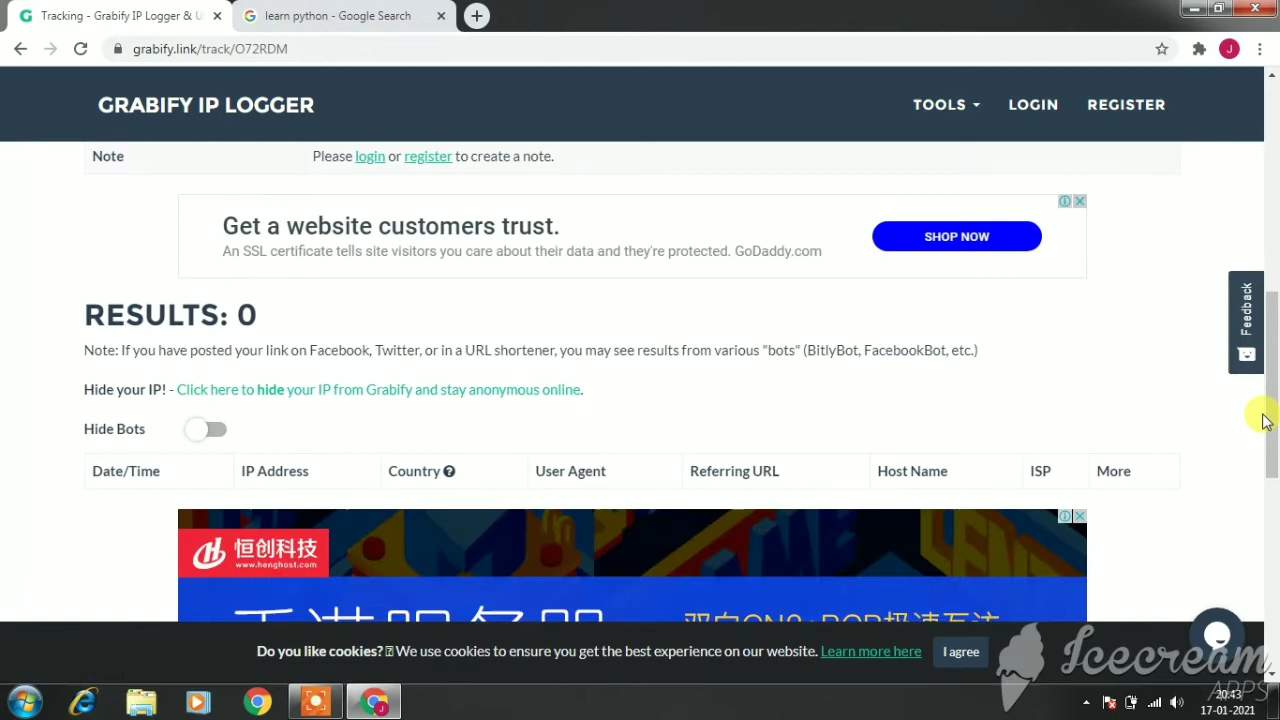 Tracking - Grabify IP Logger & U
learn python - Google Search
grabify.link/track/O72RDM
J
GRABIFY IP LOGGER
TOOLS
LOGIN
REGISTER
Note
Please login or register to create a note.
Get a website customers trust.
An SSL certificate tells site visitors you care about their data and they're protected. GoDaddy.com
SHOP NOW
Feedback
RESULTS: 0
Note: If you have posted your link on Facebook, Twitter, or in a URL shortener, you may see results from various "bots" (BitlyBot, FacebookBot, etc.)
Hide your IP! - Click here to hide your IP from Grabify and stay anonymous online.
Hide Bots
Date/Time
IP Address
Country
User Agent
Referring URL
Host Name
ISP
More
恒创科技
www.henghost.com
Do you like cookies? We use cookies to ensure you get the best experience on our website. Learn more here
I agree
Icecream
APPS
20:43
17-01-2021